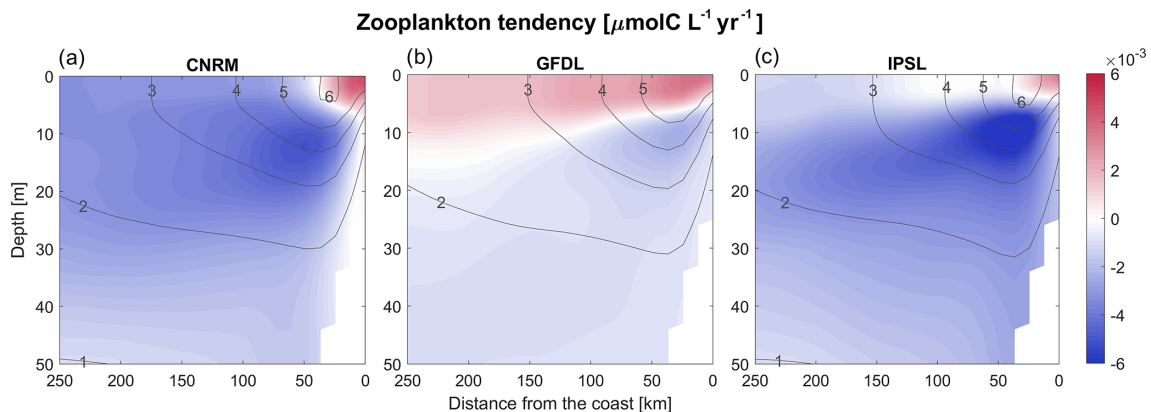 Zooplankton tendency [μmolC L⁻¹ yr⁻¹]
(a) CNRM
(b) GFDL
(c) IPSL
×10⁻³
Depth [m]
0
10
20
30
40
50
3 4 5 6
2
1
250 200 150 100 50 0
3 4 5
2
250 200 150 100 50 0
3 4 5 6
2
250 200 150 100 50 0
6
4
2
0
-2
-4
-6
Distance from the coast [km]